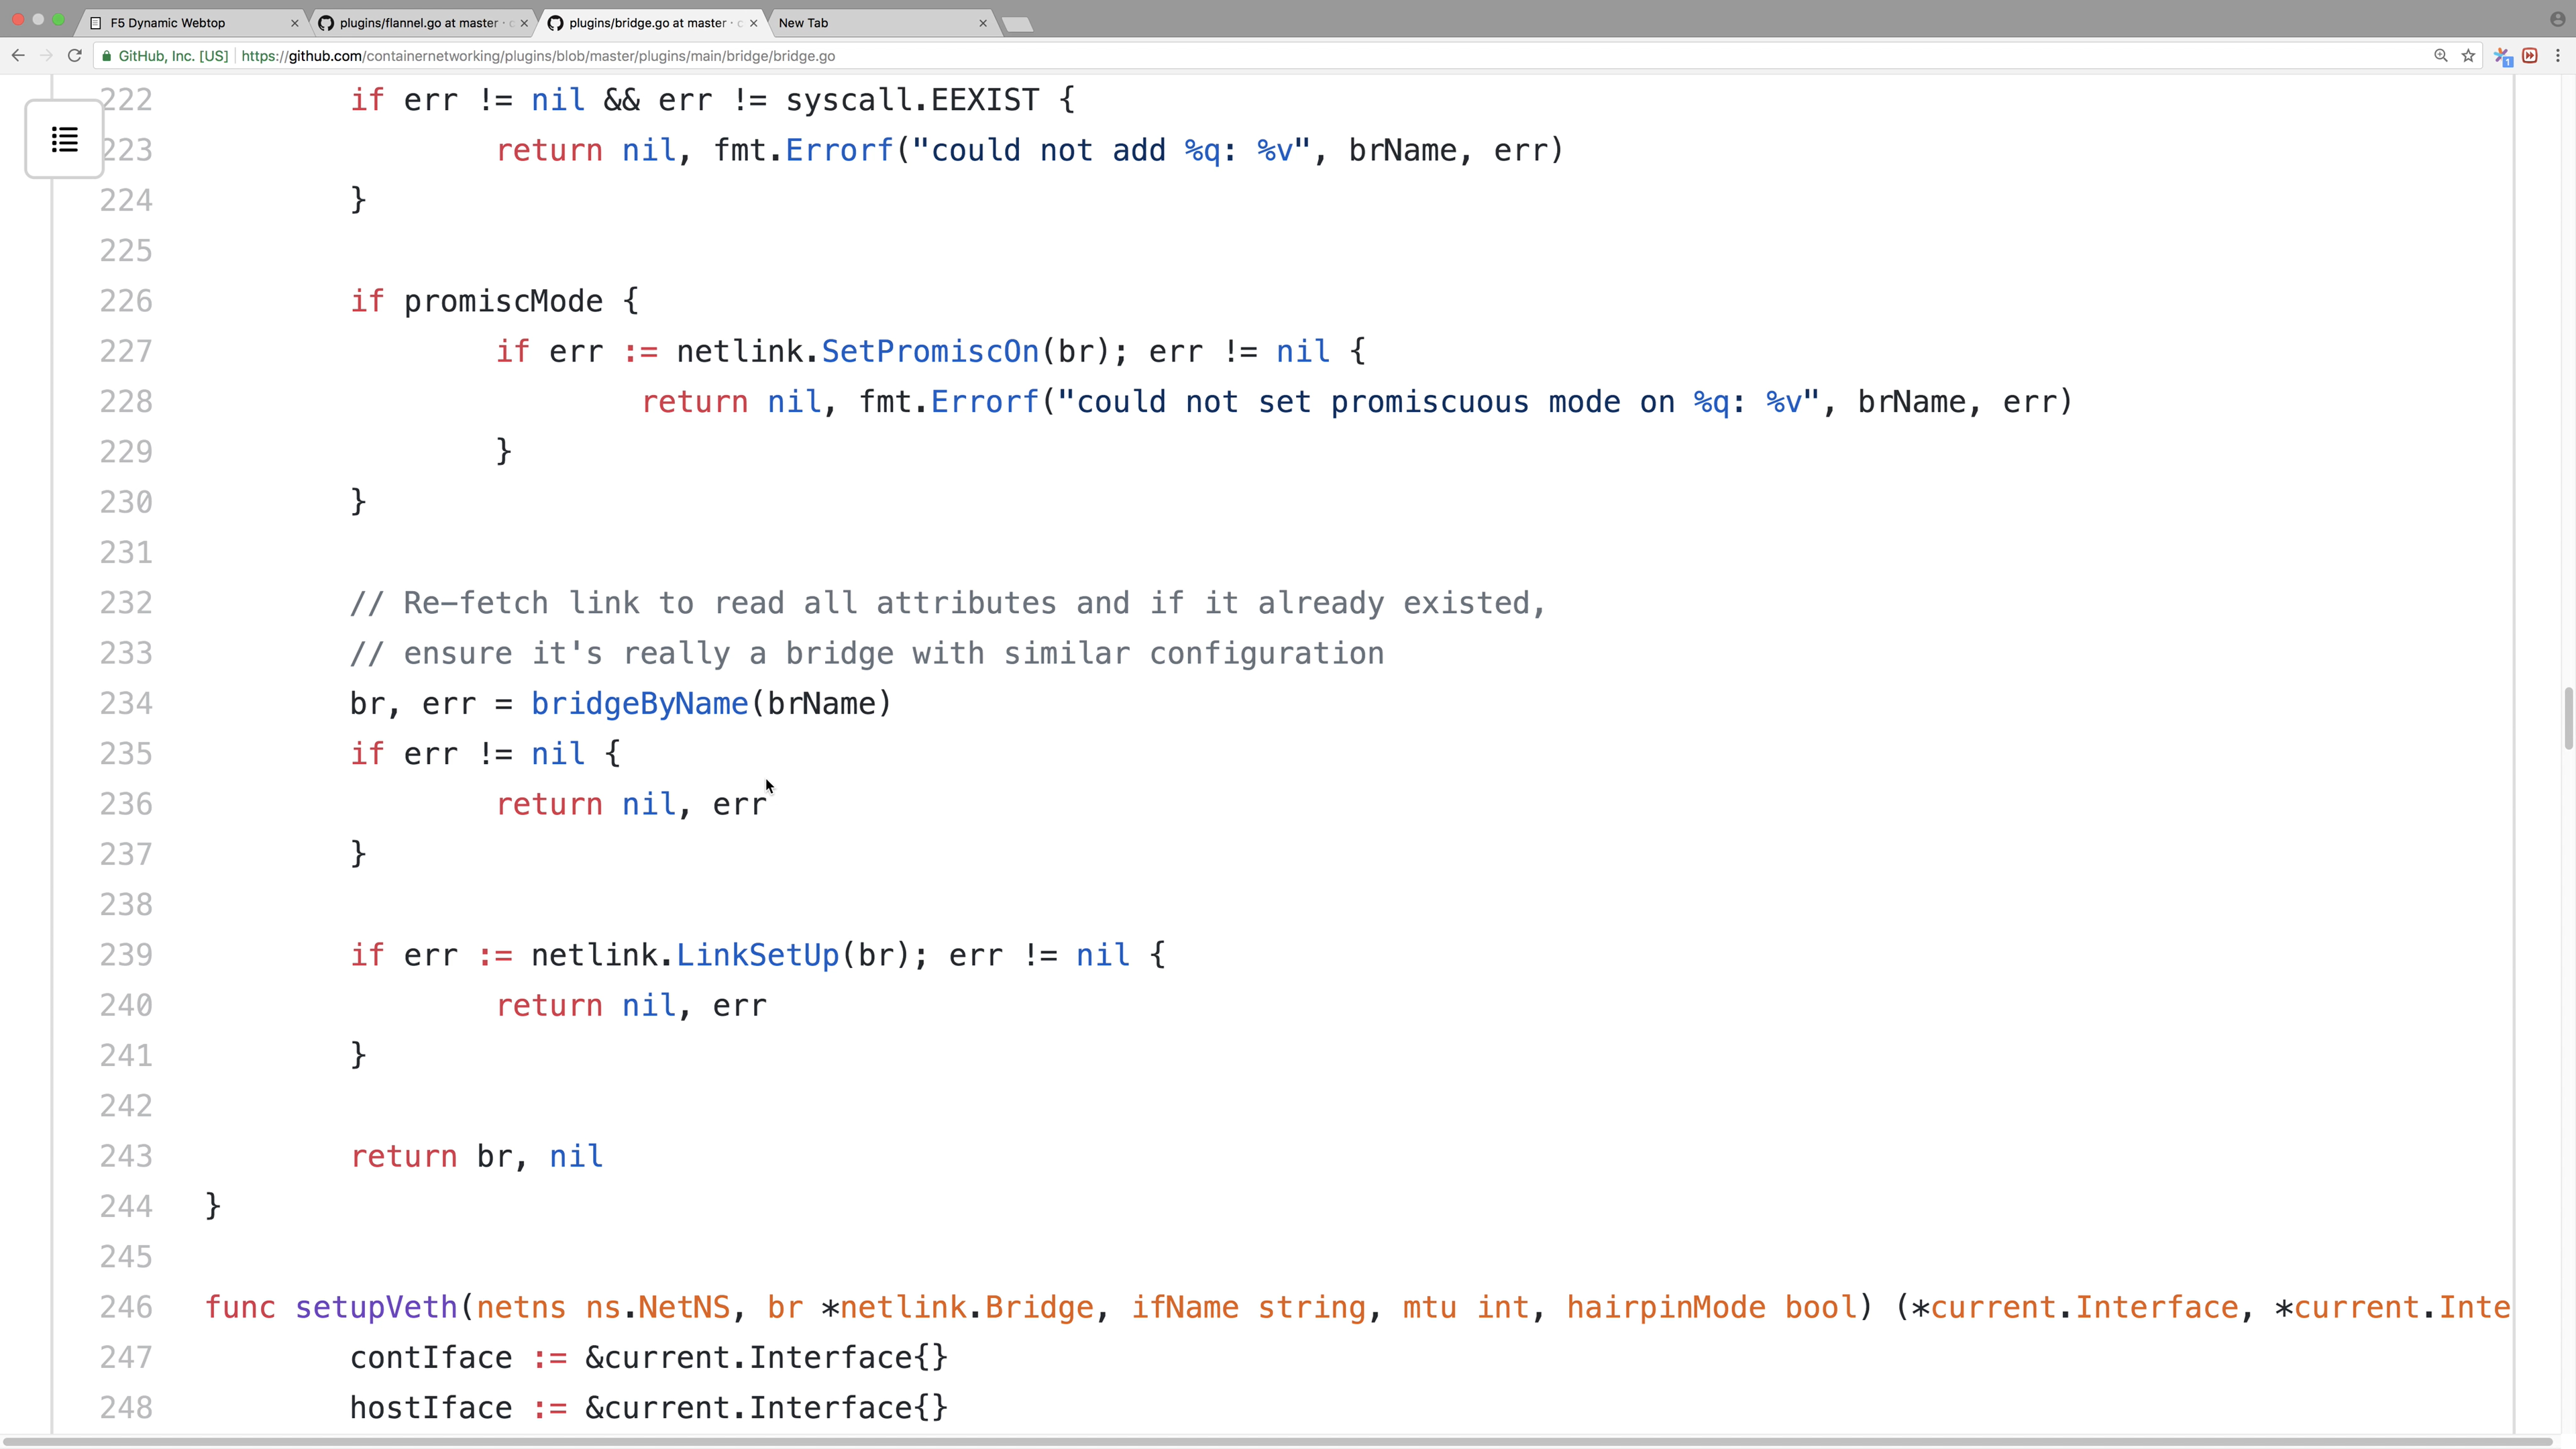 F5 Dynamic Webtop
plugins/flannel.go at master · c
plugins/bridge.go at master · c
New Tab
GitHub, Inc. [US] https://github.com/containernetworking/plugins/blob/master/plugins/main/bridge/bridge.go
1
222 if err != nil && err != syscall.EEXIST {
223 return nil, fmt.Errorf("could not add %q: %v", brName, err)
224 }
225
226 if promiscMode {
227 if err := netlink.SetPromiscOn(br); err != nil {
228 return nil, fmt.Errorf("could not set promiscuous mode on %q: %v", brName, err)
229 }
230 }
231
232 // Re-fetch link to read all attributes and if it already existed,
233 // ensure it's really a bridge with similar configuration
234 br, err = bridgeByName(brName)
235 if err != nil {
236 return nil, err
237 }
238
239 if err := netlink.LinkSetUp(br); err != nil {
240 return nil, err
241 }
242
243 return br, nil
244 }
245
246 func setupVeth(netns ns.NetNS, br *netlink.Bridge, ifName string, mtu int, hairpinMode bool) (*current.Interface, *current.Inte
247 contIface := &current.Interface{}
248 hostIface := &current.Interface{}